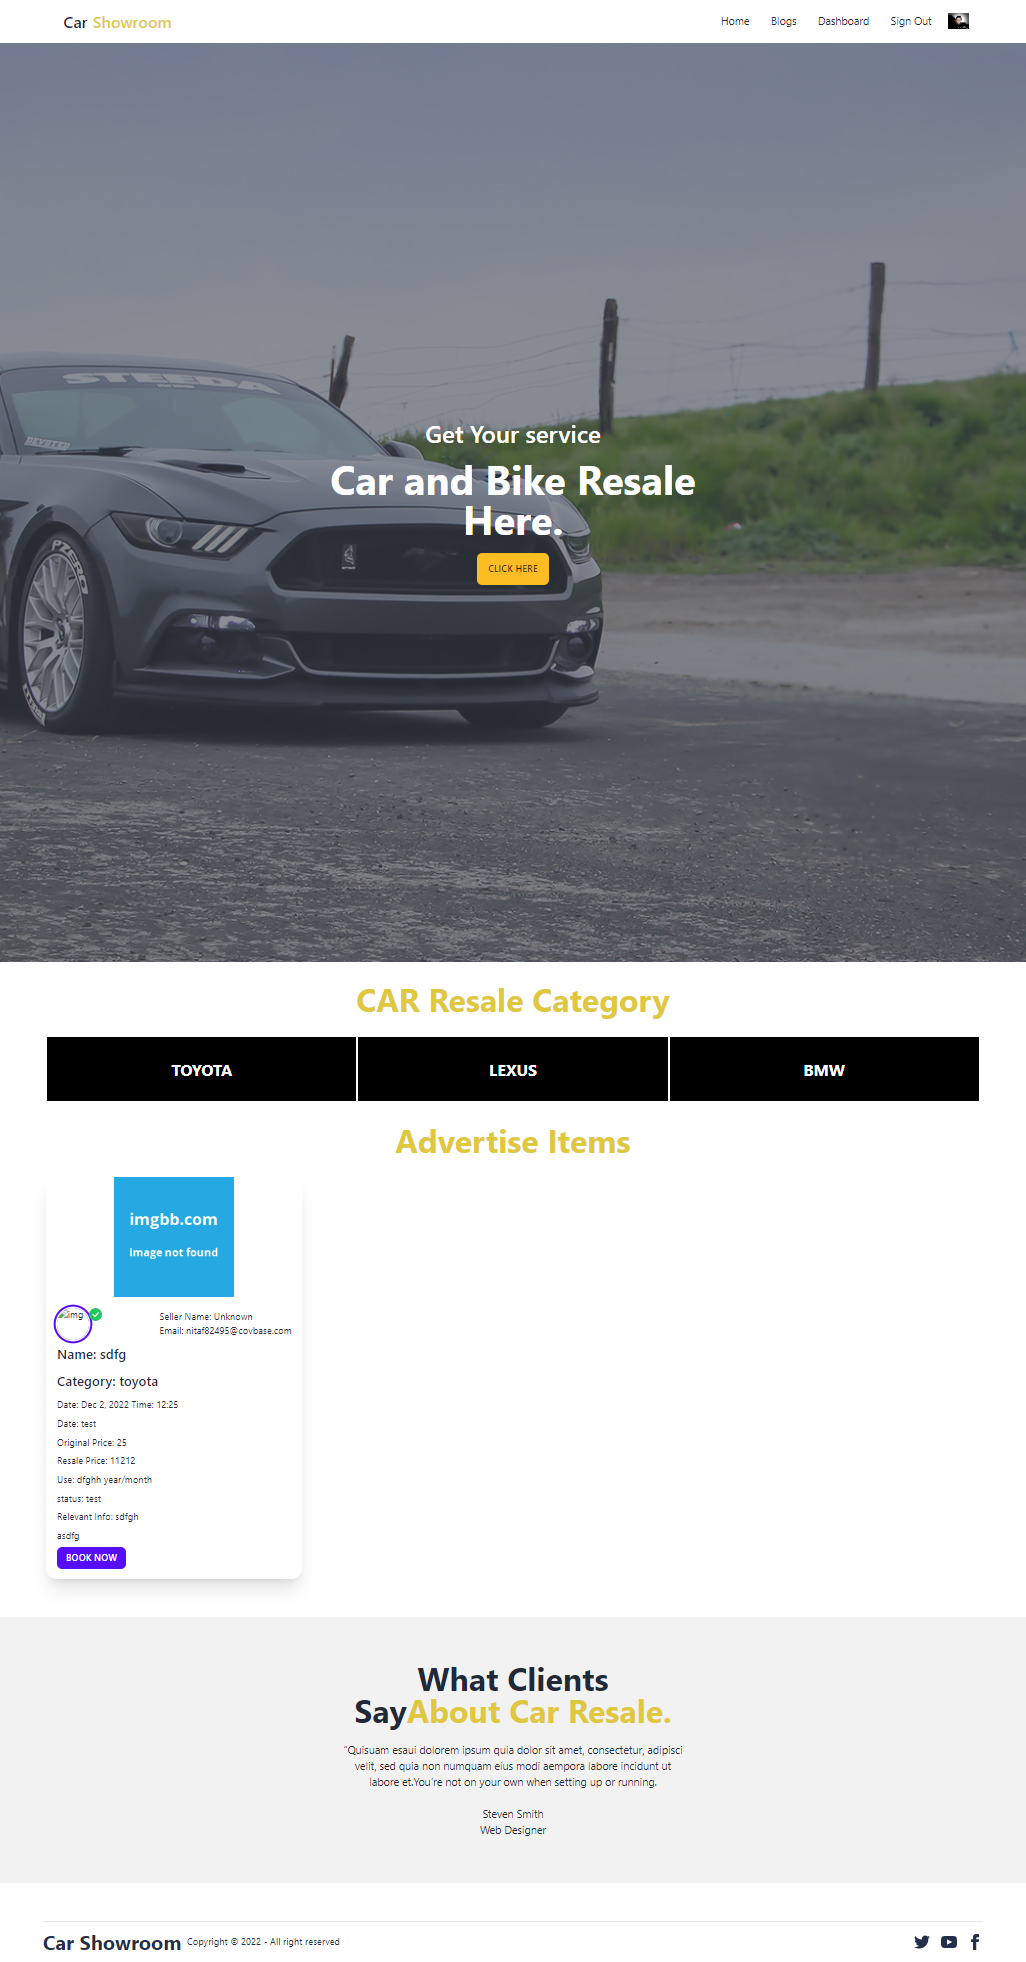 Car Showroom
Home Blogs Dashboard Sign Out
STEEDA
DEVOTED
P ZERO
Get Your service
Car and Bike Resale
Here.
CLICK HERE
CAR Resale Category
TOYOTA LEXUS BMW
Advertise Items
imgbb.com
image not found
img
Seller Name: Unknown
Email: nitaf82495@covbase.com
Name: sdfg
Category: toyota
Date: Dec 2, 2022 Time: 12:25
Date: test
Original Price: 25
Resale Price: 11212
Use: dfghh year/month
status: test
Relevant Info: sdfgh
asdfg
BOOK NOW
What Clients
SayAbout Car Resale.
“Quisuam esaui dolorem ipsum quia dolor sit amet, consectetur, adipisci
velit, sed quia non numquam eius modi aempora labore incidunt ut
labore et.You’re not on your own when setting up or running.
Steven Smith
Web Designer
Car Showroom Copyright © 2022 - All right reserved